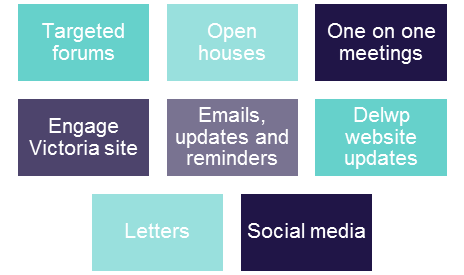 Targeted
forums
Open
houses
One on one
meetings
Engage
Victoria site
Emails,
updates and
reminders
Delwp
website
updates
Letters
Social media